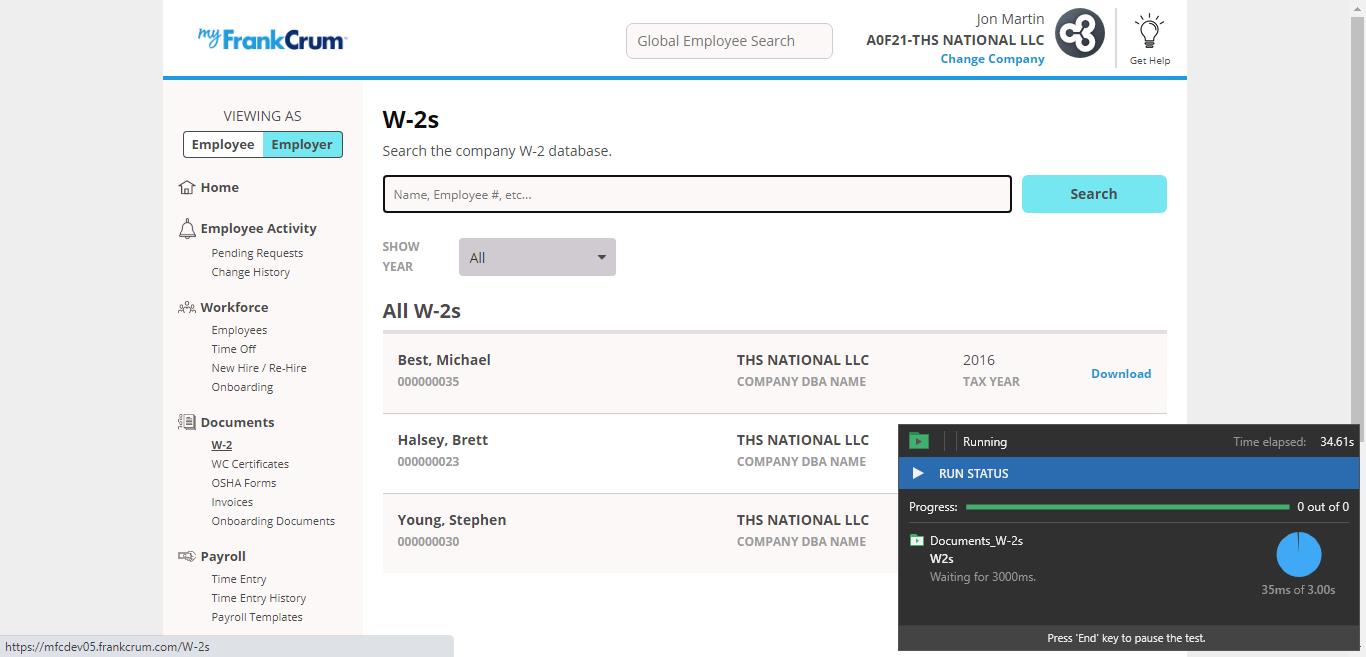 myFrankCrum
Global Employee Search
Jon Martin
A0F21-THS NATIONAL LLC
Change Company
Get Help
VIEWING AS
Employee Employer
Home
Employee Activity
Pending Requests
Change History
Workforce
Employees
Time Off
New Hire / Re-Hire
Onboarding
Documents
W-2
WC Certificates
OSHA Forms
Invoices
Onboarding Documents
Payroll
Time Entry
Time Entry History
Payroll Templates
W-2s
Search the company W-2 database.
Name, Employee #, etc...
Search
SHOW
YEAR
All
All W-2s
Best, Michael THS NATIONAL LLC 2016
000000035 COMPANY DBA NAME TAX YEAR
Download
Halsey, Brett THS NATIONAL LLC
000000023 COMPANY DBA NAME
Young, Stephen THS NATIONAL LLC
000000030 COMPANY DBA NAME
Running Time elapsed: 34.61s
RUN STATUS
Progress: 0 out of 0
Documents_W-2s
W2s
Waiting for 3000ms.
35ms of 3.00s
Press 'End' key to pause the test.
https://mfcdev05.frankcrum.com/W-2s